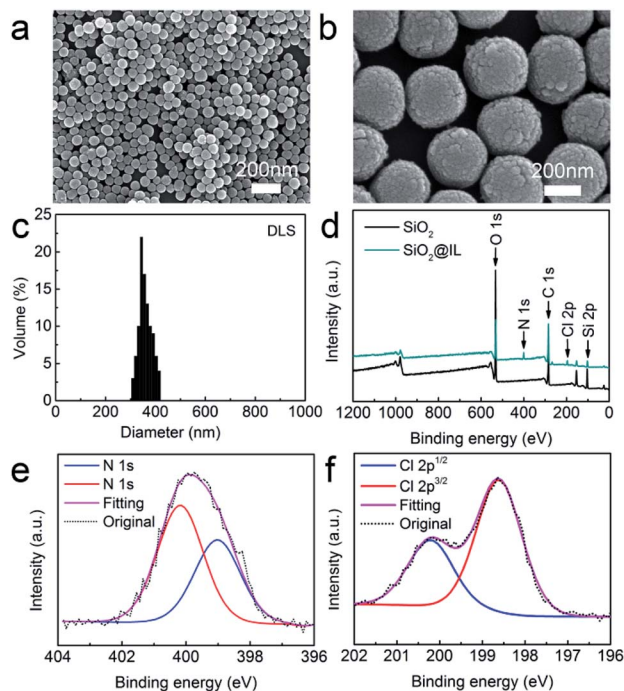 a
200nm
b
200nm
c
DLS
Volume (%)
25
20
15
10
5
0
0 200 400 600 800 1000
Diameter (nm)
d
SiO2
SiO2@IL
O 1s
N 1s
C 1s
Cl 2p
Si 2p
Intensity (a.u.)
1200 1000 800 600 400 200 0
Binding energy (eV)
e
N 1s
N 1s
Fitting
Original
Intensity (a.u.)
404 402 400 398 396
Binding energy (eV)
f
Cl 2p1/2
Cl 2p3/2
Fitting
Original
Intensity (a.u.)
202 201 200 199 198 197 196
Binding energy (eV)